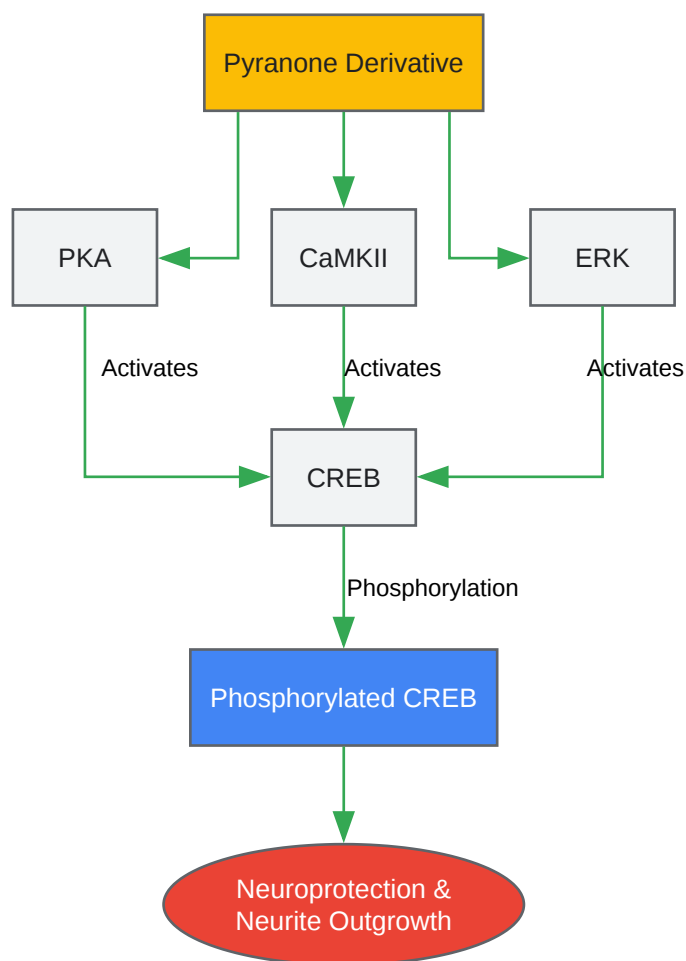 Pyranone Derivative
PKA
CaMKII
ERK
Activates
Activates
Activates
CREB
Phosphorylation
Phosphorylated CREB
Neuroprotection &
Neurite Outgrowth